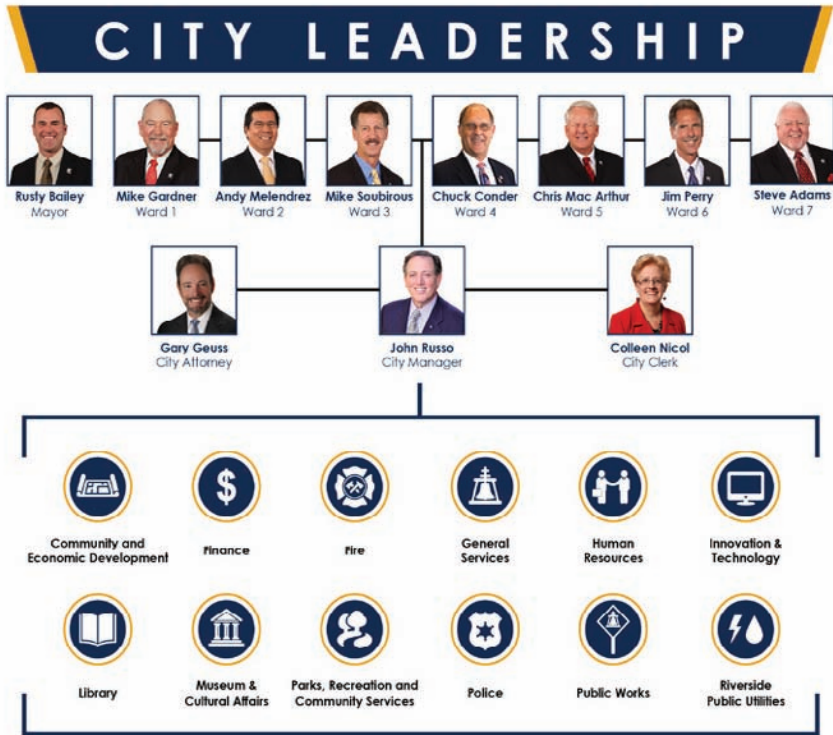 CITY LEADERSHIP
Rusty Bailey
Mayor
Mike Gardner
Ward 1
Andy Melendrez
Ward 2
Mike Soubirous
Ward 3
Chuck Conder
Ward 4
Chris Mac Arthur
Ward 5
Jim Perry
Ward 6
Steve Adams
Ward 7
Gary Geuss
City Attorney
John Russo
City Manager
Colleen Nicol
City Clerk
Community and
Economic Development
$
Finance
Fire
General
Services
Human
Resources
Innovation &
Technology
Library
Museum &
Cultural Affairs
Parks, Recreation and
Community Services
Police
Public Works
Riverside
Public Utilities